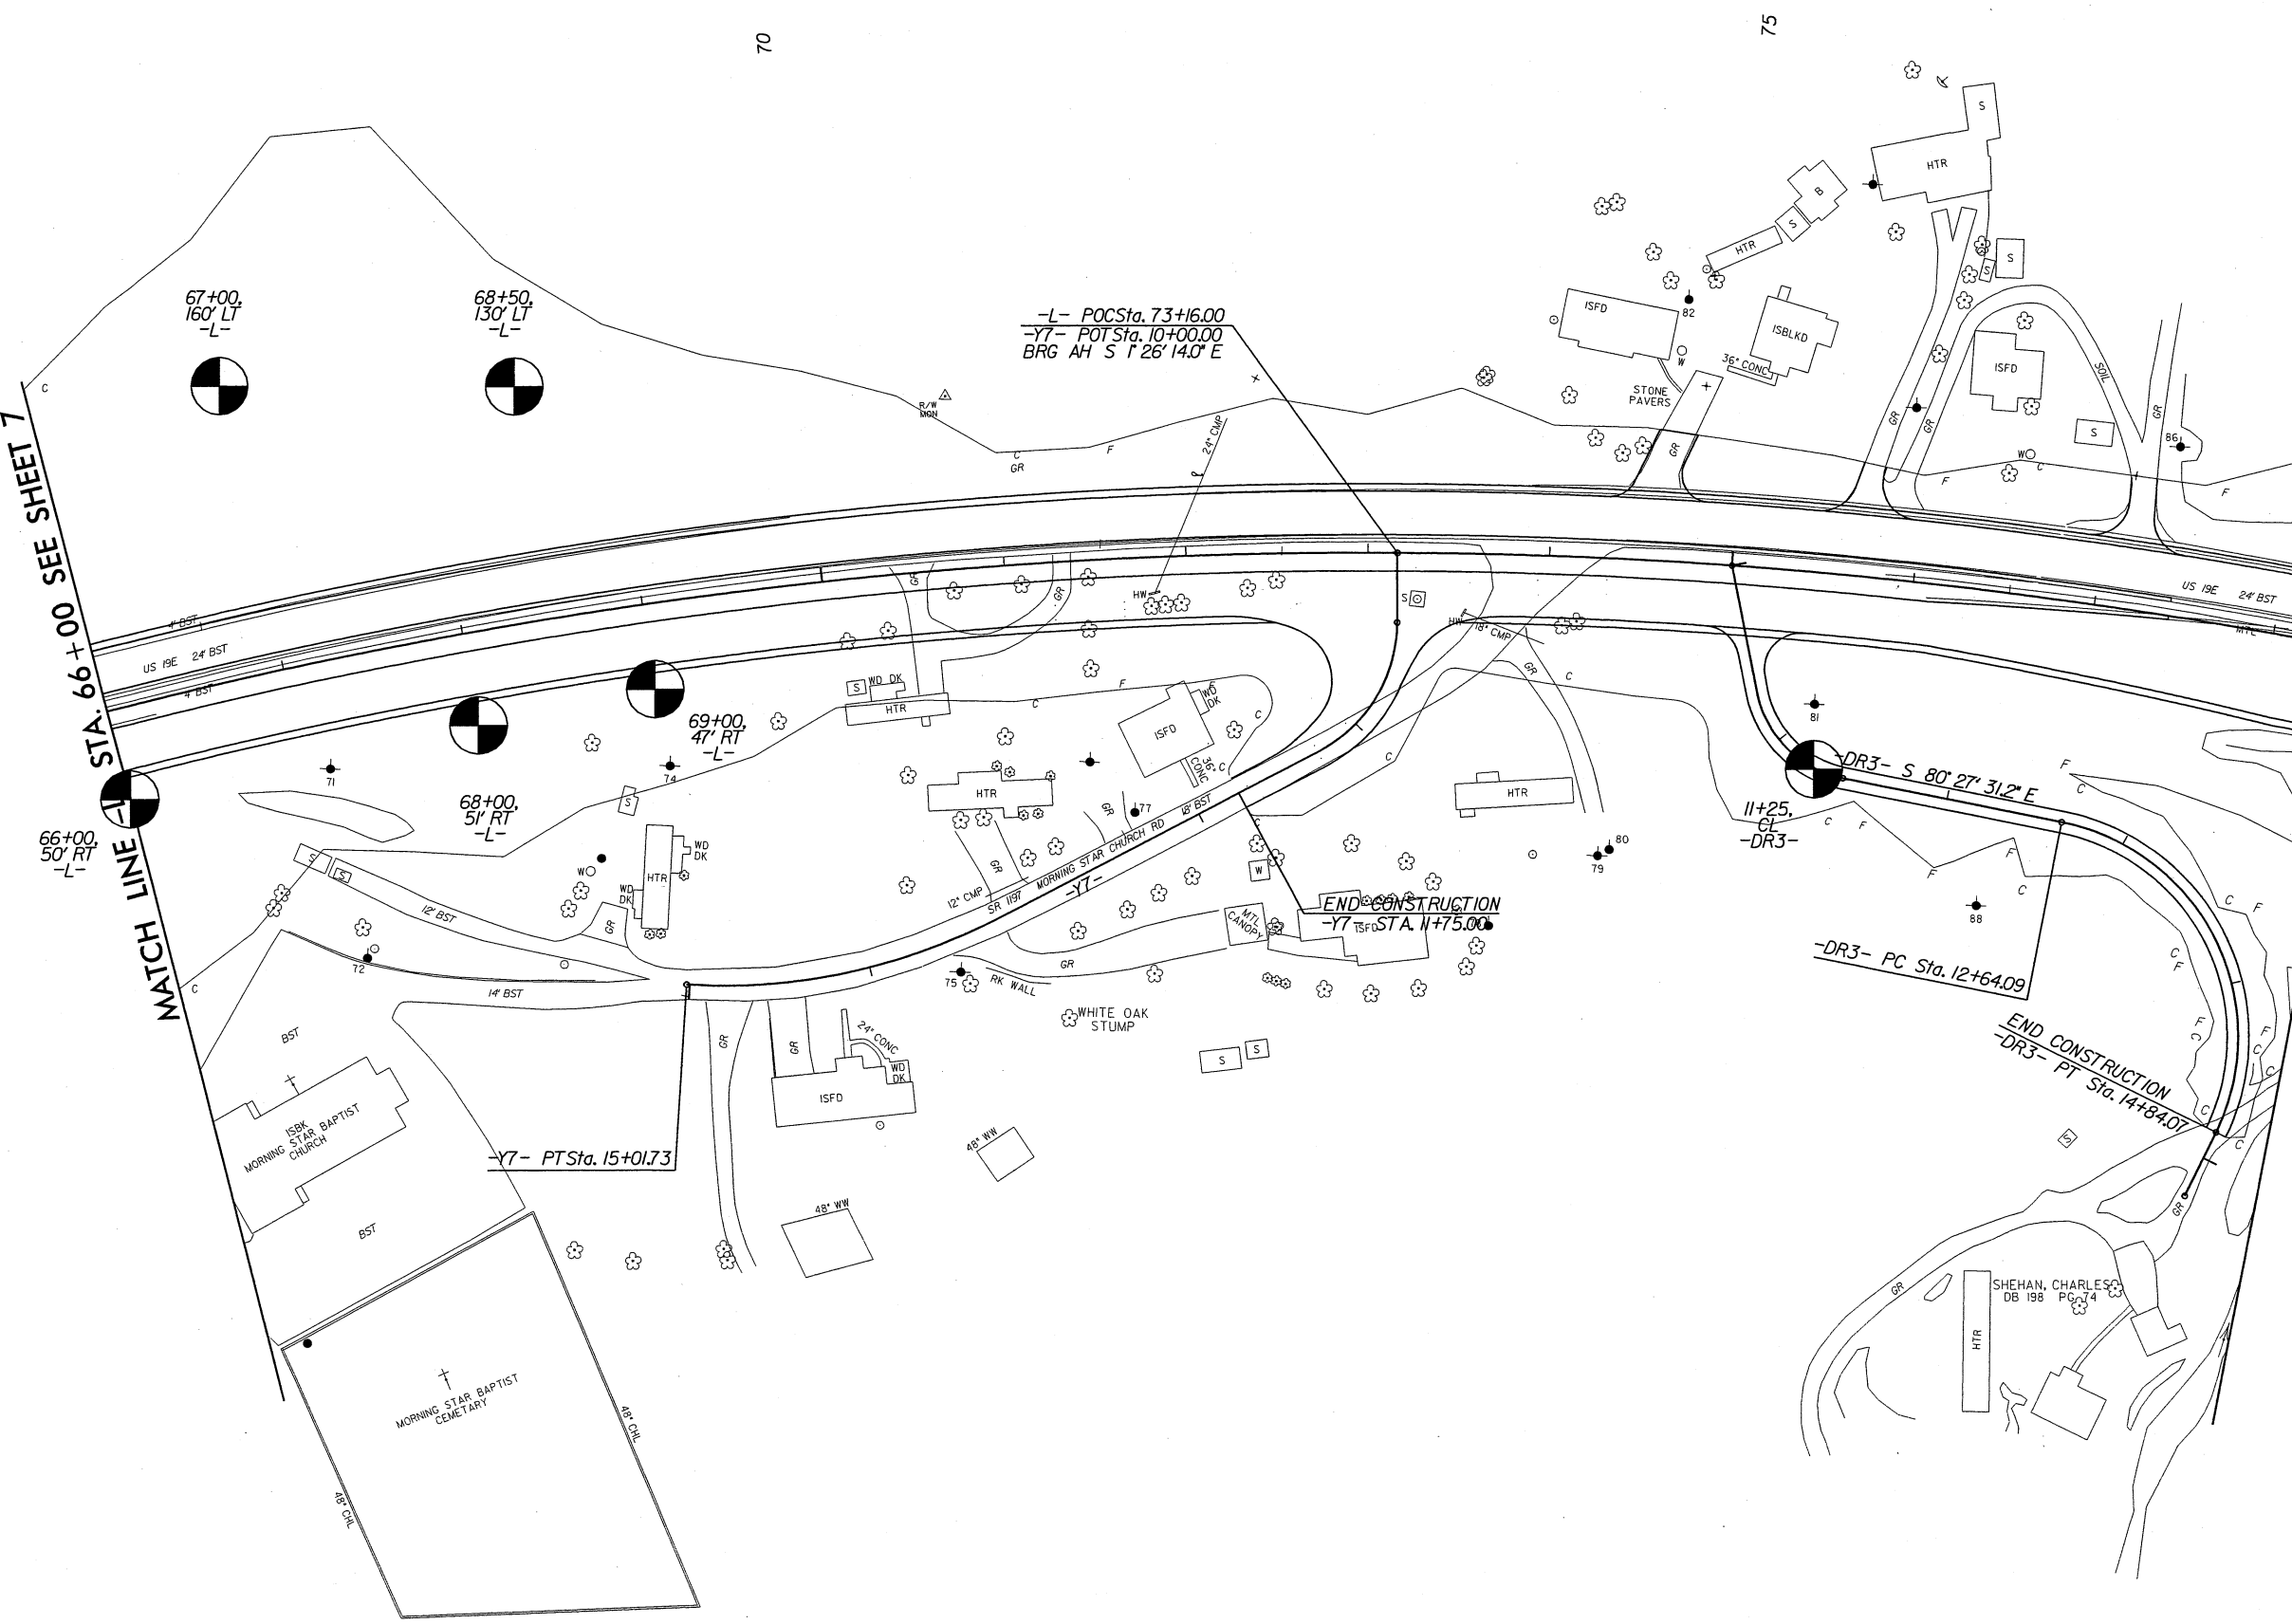 70
75
S
HTR
B
S
HTR
S
S
67+00,
160' LT
-L-
68+50,
130' LT
-L-
-L- POCSta. 73+16.00
-Y7- POTSta. 10+00.00
BRG AH S 1° 26' 14.0" E
ISFD
82
ISBLKD
W
36" CONC
STONE
PAVERS
ISFD
SOIL
S
C
R/W
MON
24" CMP
GR
GR
GR
GR
86
W
C
C
GR
F
F
F
MATCH LINE -L- STA. 66+00 SEE SHEET 7
4' BST
US 19E 24' BST
4' BST
GR
GR
HW
S
HW
18" CMP
US 19E 24' BST
MTL
S
WD DK
HTR
C
F
F
WD
DK
ISFD
C
36"
CONC
C
C
GR
C
69+00,
47' RT
-L-
71
74
68+00,
51' RT
-L-
66+00,
50' RT
-L-
S
HTR
GR
77
18' BST
HTR
81
-DR3- S 80° 27' 31.2" E
F
C
11+25,
CL
-DR3-
C
F
F
F
C
S
S
W
HTR
WD
DK
WD
DK
GR
12' BST
GR
12" CMP
SR 1197
MORNING STAR CHURCH RD
-Y7-
C
W
80
79
88
C
F
END CONSTRUCTION
-Y7- STA. 11+75.00
MTL
CANOPY
ISFD
C
72
14' BST
75
GR
RK WALL
-DR3- PC Sta. 12+64.09
C
F
WHITE OAK
STUMP
BST
GR
GR
24" CONC
WD
DK
ISFD
S
S
END CONSTRUCTION
-DR3- PT Sta. 14+84.07
F
C
F
C
C
C
C
S
ISBK
MORNING STAR BAPTIST
CHURCH
-Y7- PTSta. 15+01.73
48" WW
48" WW
BST
GR
GR
SHEHAN, CHARLES
DB 198 PG 74
HTR
MORNING STAR BAPTIST
CEMETARY
48" CHL
48" CHL